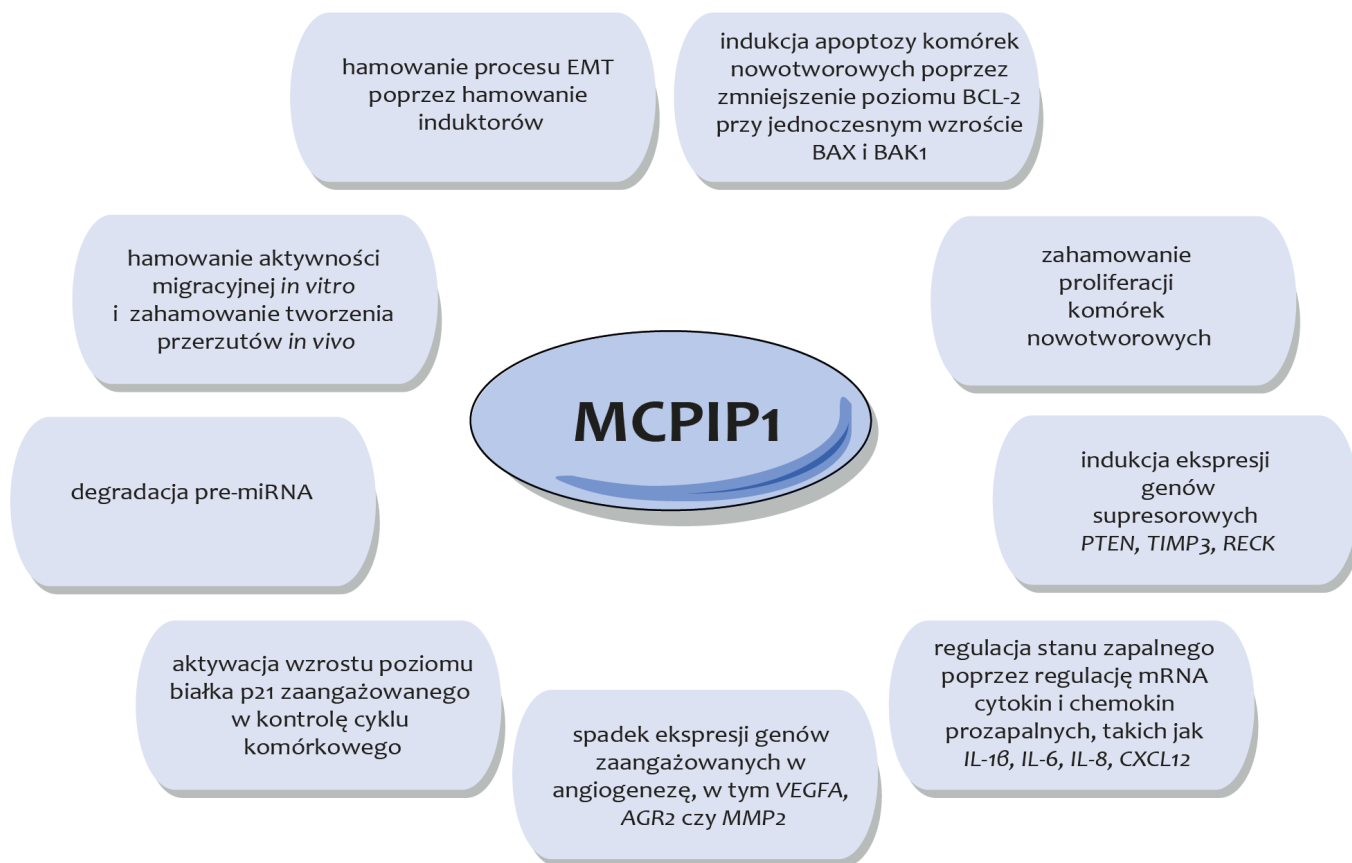 hamowanie procesu EMT
poprzez hamowanie
induktorów
indukcja apoptozy komórek
nowotworowych poprzez
zmniejszenie poziomu BCL-2
przy jednoczesnym wzroście
BAX i BAK1
hamowanie aktywności
migracyjnej in vitro
i zahamowanie tworzenia
przerzutów in vivo
zahamowanie
proliferacji
komórek
nowotworowych
MCPIP1
degradacja pre-miRNA
indukcja ekspresji
genów
supresorowych
PTEN, TIMP3, RECK
aktywacja wzrostu poziomu
białka p21 zaangażowanego
w kontrolę cyklu
komórkowego
spadek ekspresji genów
zaangażowanych w
angiogenezę, w tym VEGFA,
AGR2 czy MMP2
regulacja stanu zapalnego
poprzez regulację mRNA
cytokin i chemokin
prozapalnych, takich jak
IL-1β, IL-6, IL-8, CXCL12